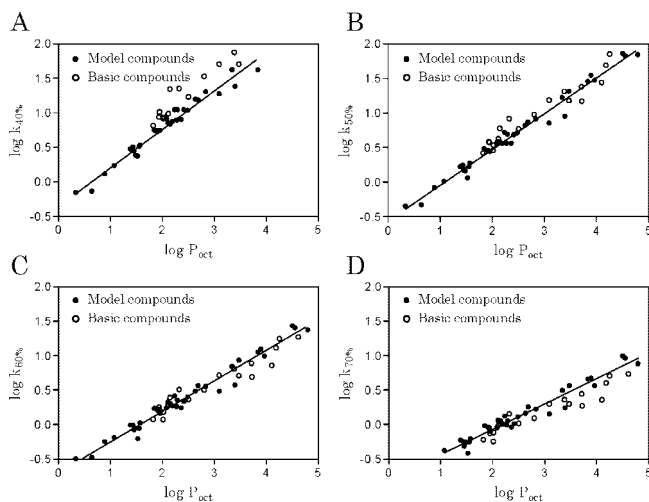 A
2.0
1.5
1.0
0.5
0.0
-0.5
log k40%
Model compounds
Basic compounds
0 1 2 3 4 5
log Poct
B
2.0
1.5
1.0
0.5
0.0
-0.5
log k50%
Model compounds
Basic compounds
0 1 2 3 4 5
log Poct
C
2.0
1.5
1.0
0.5
0.0
-0.5
log k60%
Model compounds
Basic compounds
0 1 2 3 4 5
log Poct
D
2.0
1.5
1.0
0.5
0.0
-0.5
log k70%
Model compounds
Basic compounds
0 1 2 3 4 5
log Poct